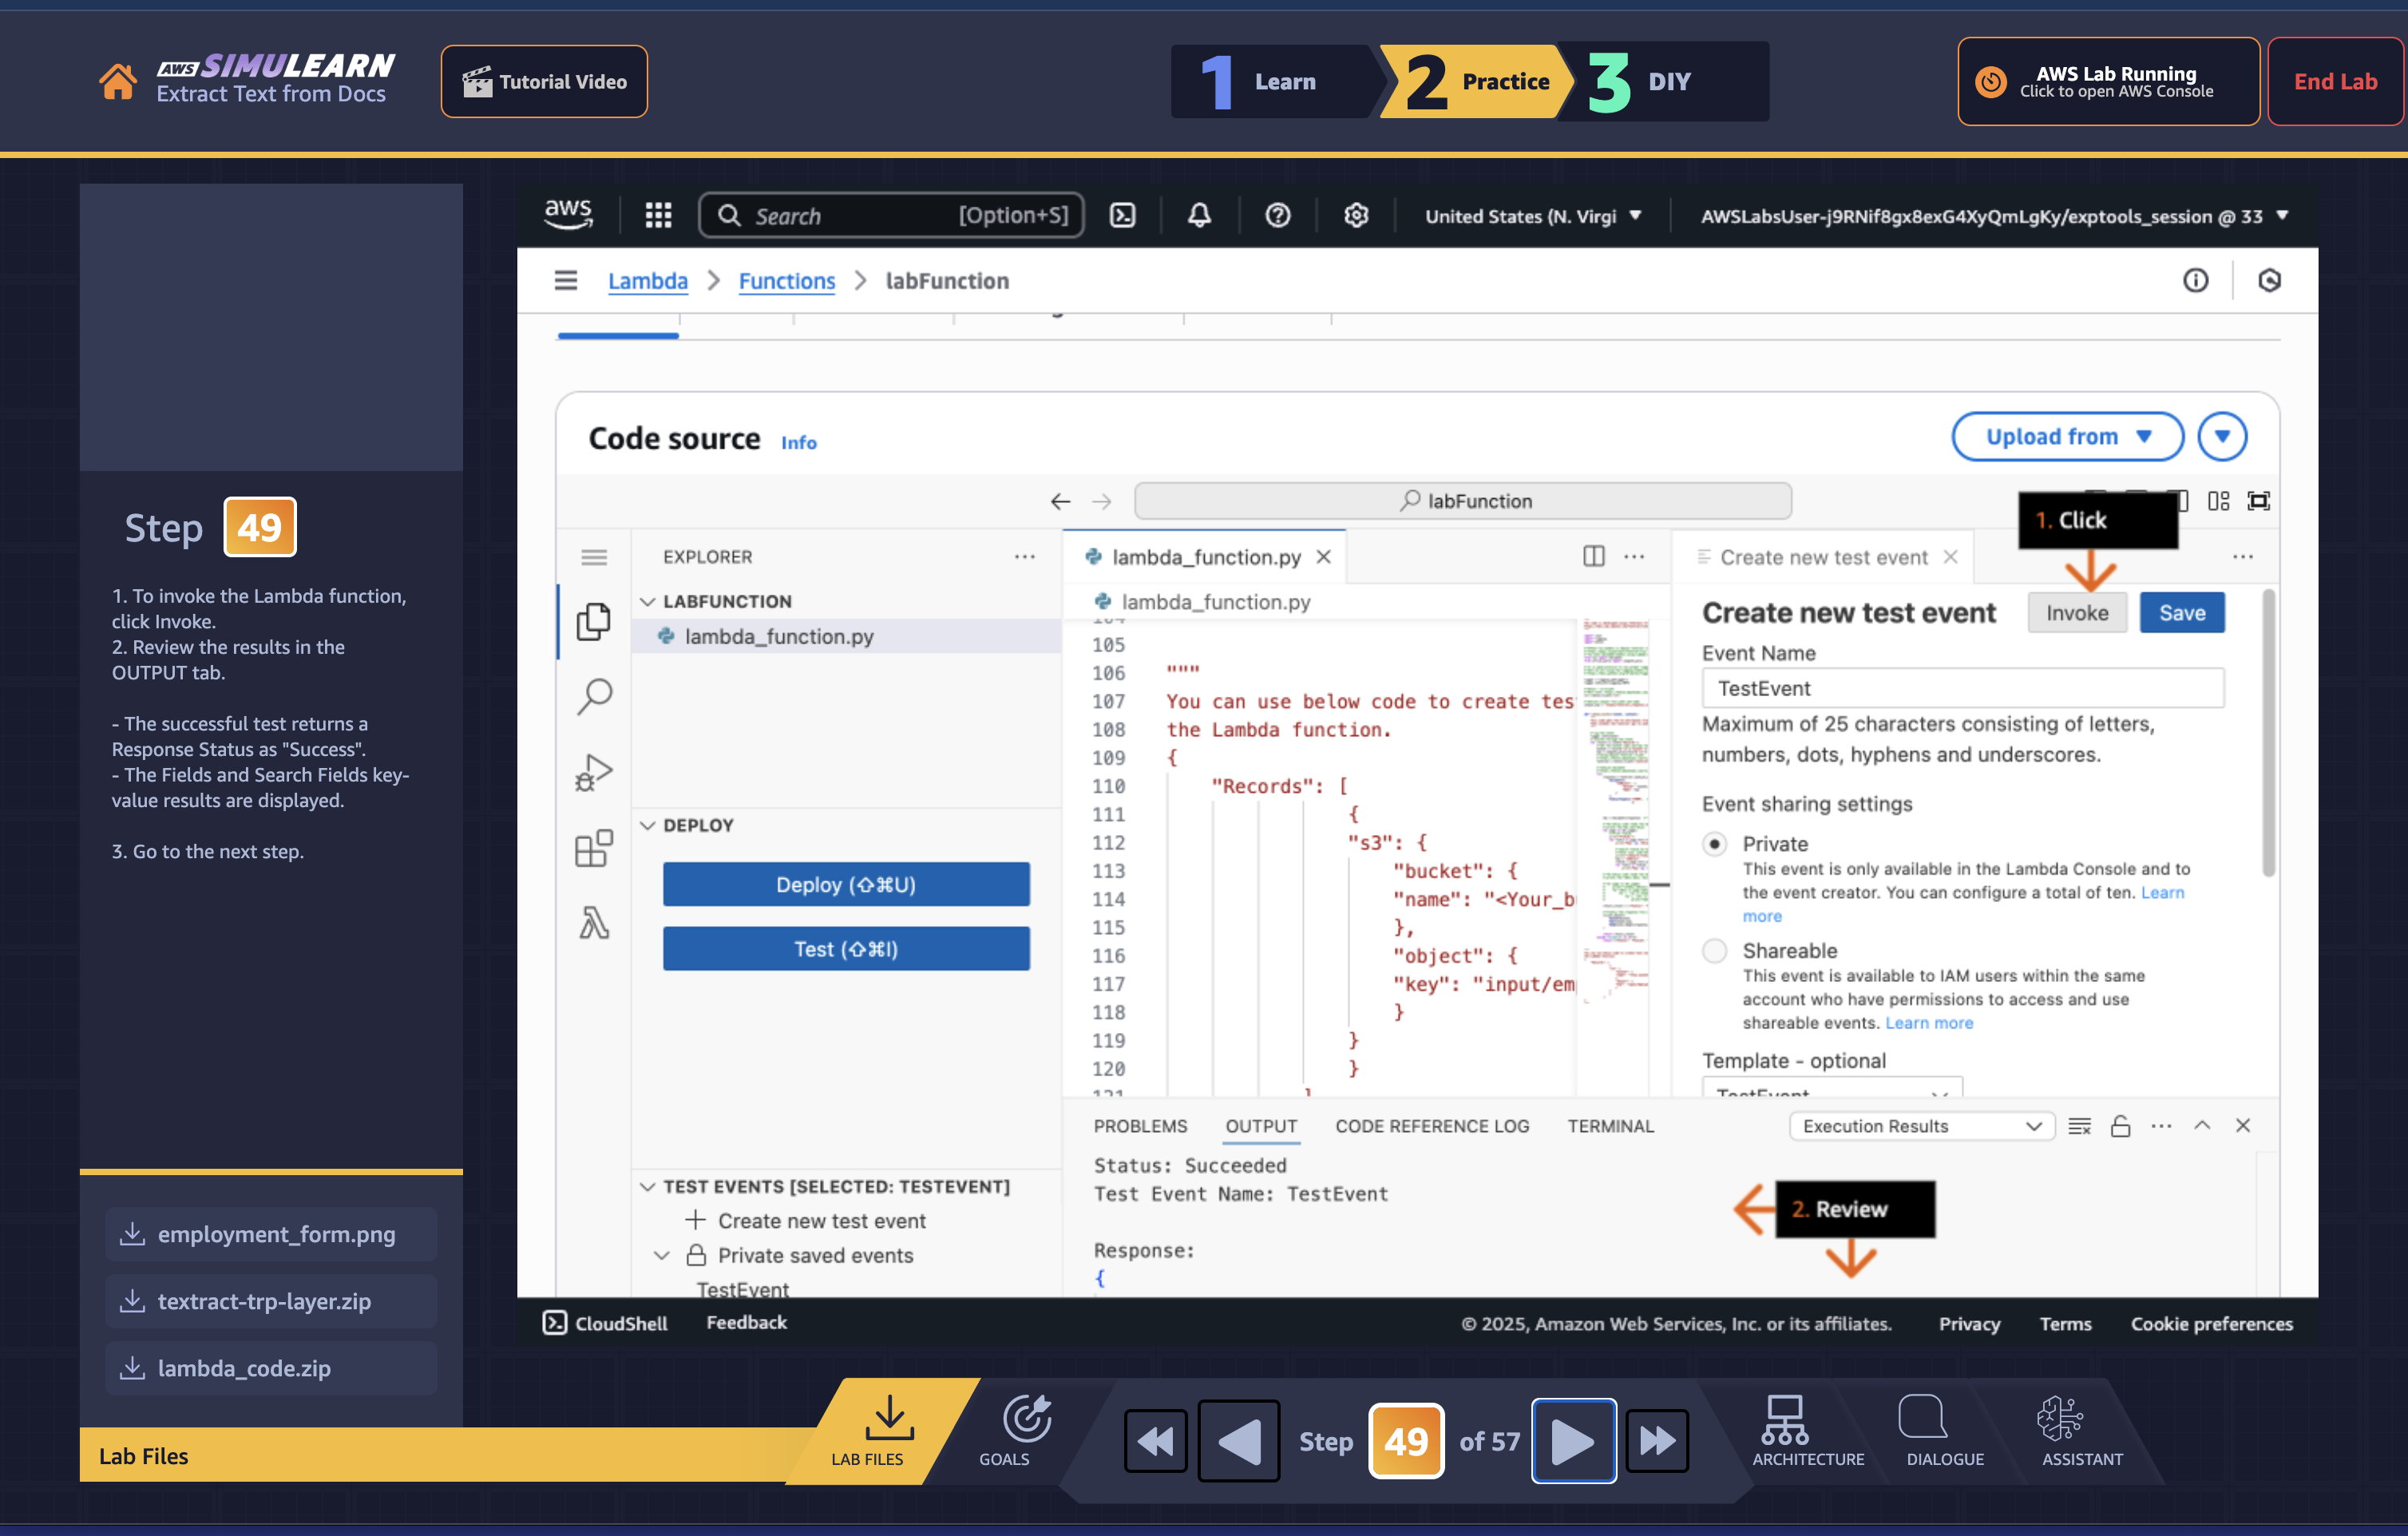 aws SIMULEARN
Extract Text from Docs
Tutorial Video
1 Learn
2 Practice
3 DIY
AWS Lab Running
Click to open AWS Console
End Lab
Step 49
1. To invoke the Lambda function,
click Invoke.
2. Review the results in the
OUTPUT tab.
- The successful test returns a
Response Status as "Success".
- The Fields and Search Fields key-
value results are displayed.
3. Go to the next step.
employment_form.png
textract-trp-layer.zip
lambda_code.zip
Lab Files
aws
Search [Option+S]
United States (N. Virgi
AWSLabsUser-j9RNif8gx8exG4XyQmLgKy/exptools_session @ 33
Lambda > Functions > labFunction
Code source Info
Upload from
labFunction
1. Click
EXPLORER
LABFUNCTION
lambda_function.py
DEPLOY
Deploy (⇧⌘U)
Test (⇧⌘I)
TEST EVENTS [SELECTED: TESTEVENT]
Create new test event
Private saved events
TestEvent
lambda_function.py
lambda_function.py
104
105
106 """
107 You can use below code to create tes
108 the Lambda function.
109 {
110 "Records": [
111 {
112 "s3": {
113 "bucket": {
114 "name": "<Your_b
115 },
116 "object": {
117 "key": "input/em
118 }
119 }
120 }
121 ]
Create new test event
Create new test event
Invoke
Save
Event Name
TestEvent
Maximum of 25 characters consisting of letters,
numbers, dots, hyphens and underscores.
Event sharing settings
Private
This event is only available in the Lambda Console and to
the event creator. You can configure a total of ten. Learn
more
Shareable
This event is available to IAM users within the same
account who have permissions to access and use
shareable events. Learn more
Template - optional
TestEvent
PROBLEMS OUTPUT CODE REFERENCE LOG TERMINAL
Execution Results
Status: Succeeded
Test Event Name: TestEvent
Response:
{
2. Review
CloudShell Feedback
© 2025, Amazon Web Services, Inc. or its affiliates. Privacy Terms Cookie preferences
LAB FILES
GOALS
Step 49 of 57
ARCHITECTURE
DIALOGUE
ASSISTANT